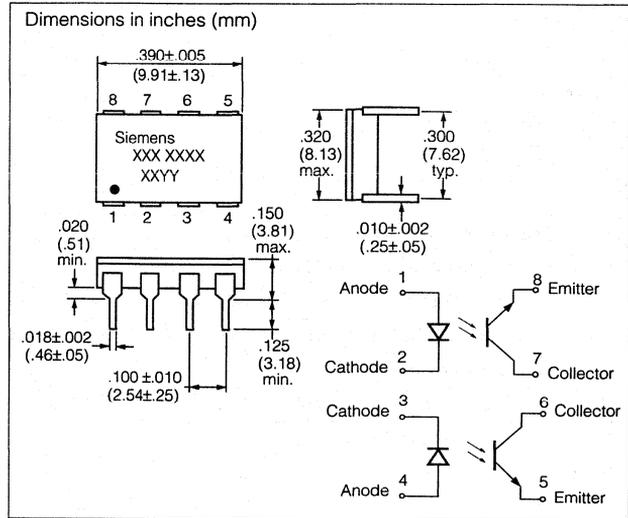 Dimensions in inches (mm)
.390±.005
(9.91±.13)
8 7 6 5
Siemens
XXX XXXX
XXYY
1 2 3 4
.320
(8.13)
max.
.300
(7.62)
typ.
.010±.002
(.25±.05)
.020
(.51)
min.
.150
(3.81)
max.
.018±.002
(.46±.05)
.100±.010
(2.54±.25)
.125
(3.18)
min.
Anode 1
8 Emitter
Cathode 2
7 Collector
Cathode 3
6 Collector
Anode 4
5 Emitter